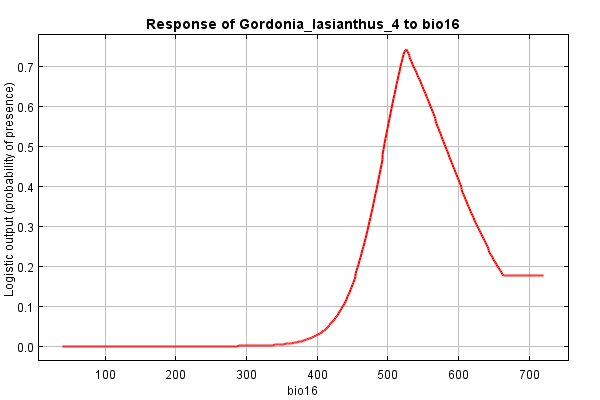 Response of Gordonia_lasianthus_4 to bio16
Logistic output (probability of presence)
0.7
0.6
0.5
0.4
0.3
0.2
0.1
0.0
100 200 300 400 500 600 700
bio16